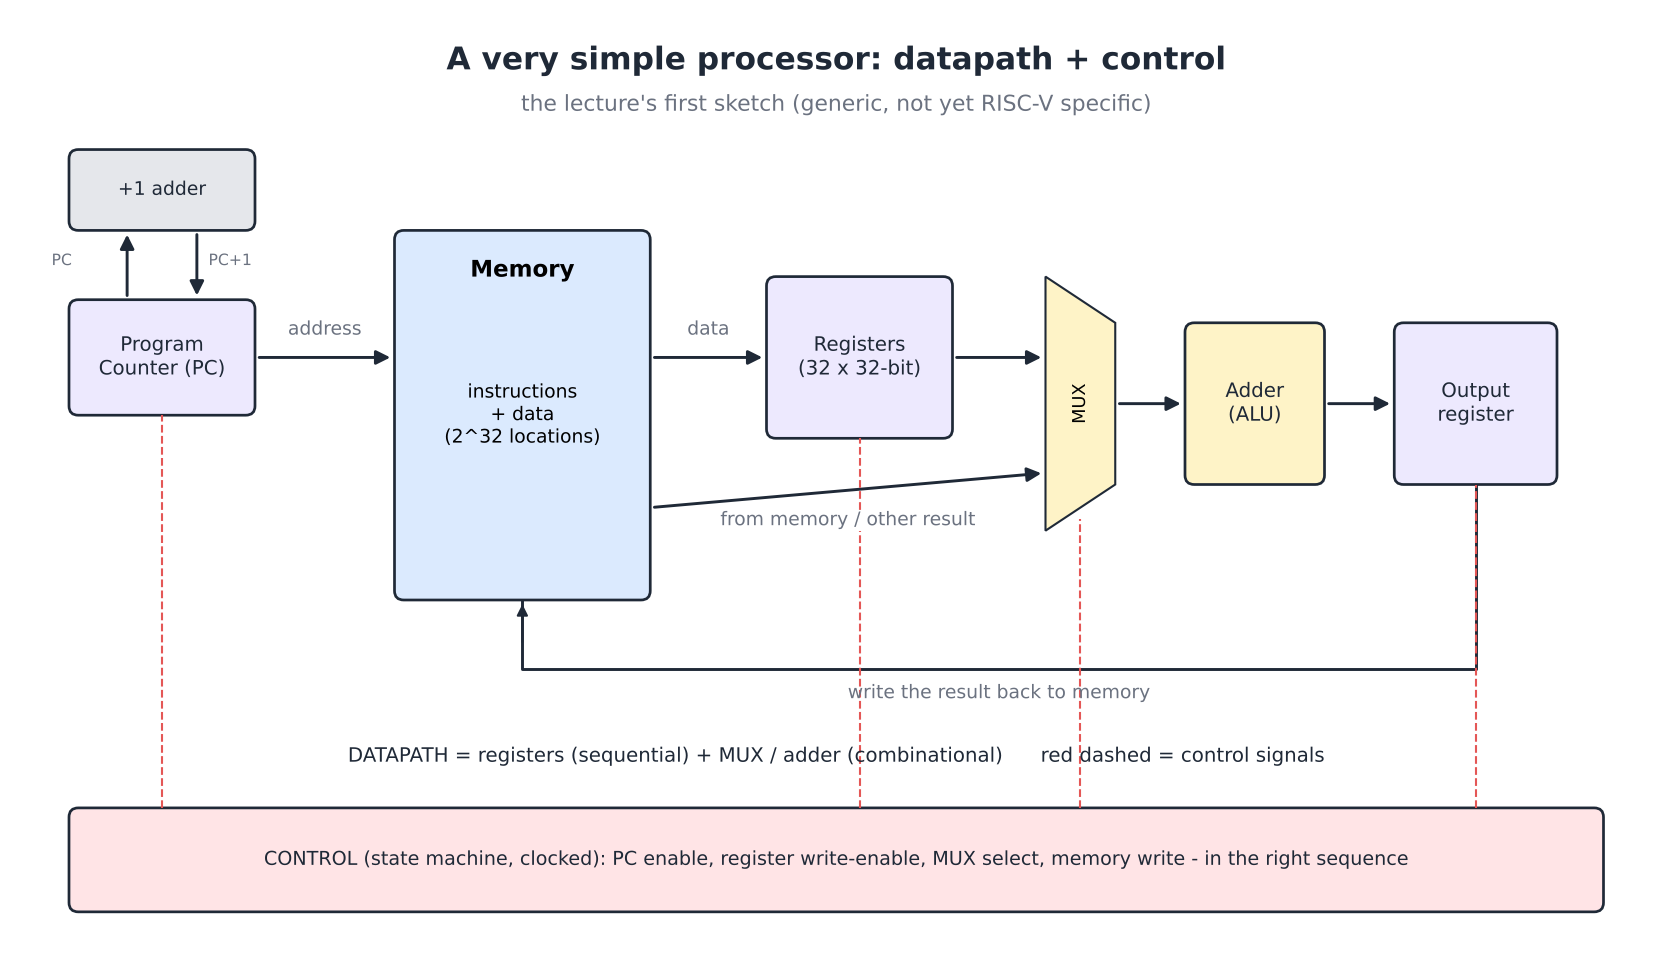 A very simple processor: datapath + control
the lecture's first sketch (generic, not yet RISC-V specific)
+1 adder
PC
PC+1
Program
Counter (PC)
address
Memory
instructions
+ data
(2^32 locations)
data
Registers
(32 x 32-bit)
from memory / other result
MUX
Adder
(ALU)
Output
register
write the result back to memory
DATAPATH = registers (sequential) + MUX / adder (combinational)
red dashed = control signals
CONTROL (state machine, clocked): PC enable, register write-enable, MUX select, memory write - in the right sequence